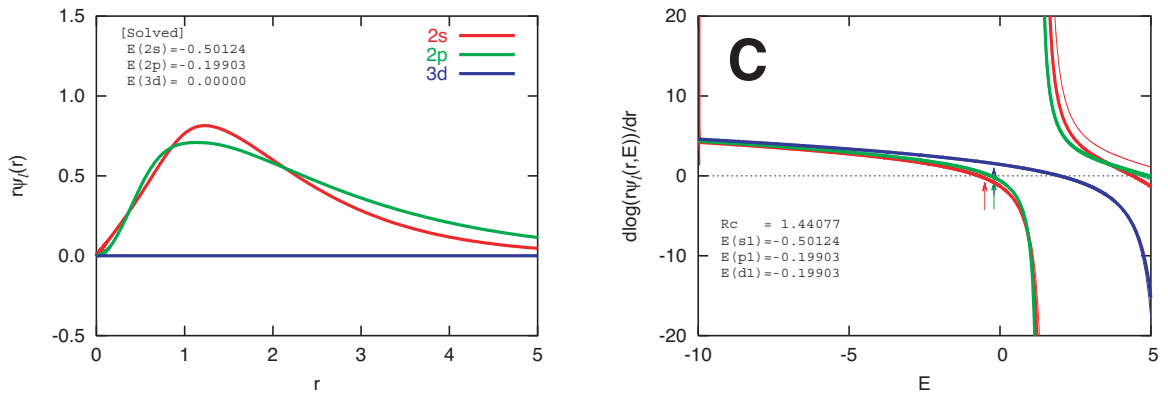 1.5
1.0
0.5
0.0
-0.5
rψl(r)
[Solved]
E(2s)=-0.50124
E(2p)=-0.19903
E(3d)= 0.00000
2s
2p
3d
0 1 2 3 4 5
r
20
10
0
-10
-20
dlog(rψl(r,E))/dr
C
Rc = 1.44077
E(s1)=-0.50124
E(p1)=-0.19903
E(d1)=-0.19903
-10 -5 0 5
E